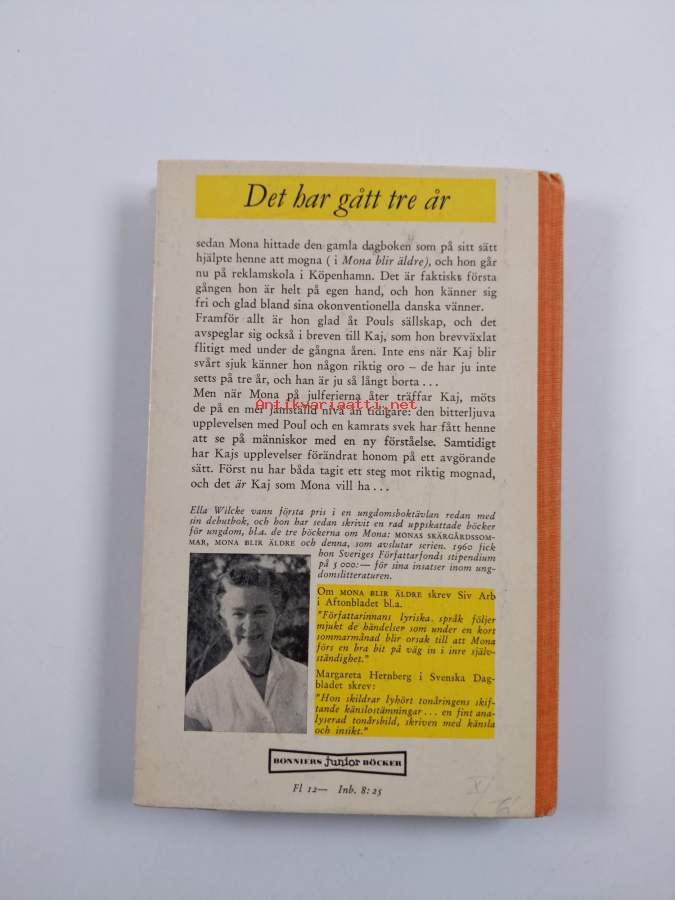 Det har gått tre år
sedan Mona hittade den gamla dagboken som på sitt sätt
hjälpte henne att mogna ( i Mona blir äldre), och hon går
nu på reklamskola i Köpenhamn. Det är faktiskt första
gången hon är helt på egen hand, och hon känner sig
fri och glad bland sina okonventionella danska vänner.
Framför allt är hon glad åt Pouls sällskap, och det
avspeglar sig också i breven till Kaj, som hon brevväxlat
flitigt med under de gångna åren. Inte ens när Kaj blir
svårt sjuk känner hon någon riktig oro – de har ju inte
setts på tre år, och han är ju så långt borta ...
Men när Mona på julferierna åter träffar Kaj, möts
de på en mer jämställd nivå än tidigare: den bitterljuva
Antikvariaatti.net
upplevelsen med Poul och en kamrats svek har fått henne
att se på människor med en ny förståelse. Samtidigt
har Kajs upplevelser förändrat honom på ett avgörande
sätt. Först nu har båda tagit ett steg mot riktig mognad,
och det är Kaj som Mona vill ha ...
Ella Wilcke vann första pris i en ungdomsboktävlan redan med
sin debutbok, och hon har sedan skrivit en rad uppskattade böcker
för ungdom, bl.a. de tre böckerna om Mona: MONAS SKÄRGÅRDSSOM-
MAR, MONA BLIR ÄLDRE och denna, som avslutar serien. 1960 fick
hon Sveriges Författarfonds stipendium
på 5 000:— för sina insatser inom ung-
domslitteraturen.
Om MONA BLIR ÄLDRE skrev Siv Arb
i Aftonbladet bl.a.
"Författarinnans lyriska språk följer
mjukt de händelser som under en kort
sommarmånad blir orsak till att Mona
förs en bra bit på väg in i inre själv-
ständighet."
Margareta Hernberg i Svenska Dag-
bladet skrev:
"Hon skildrar lyhört tonåringens skif-
tande känslostämningar ... en fint ana-
lyserad tonårsbild, skriven med känsla
och insikt."
BONNIERS junior BÖCKER
Fl 12— Inb. 8:25